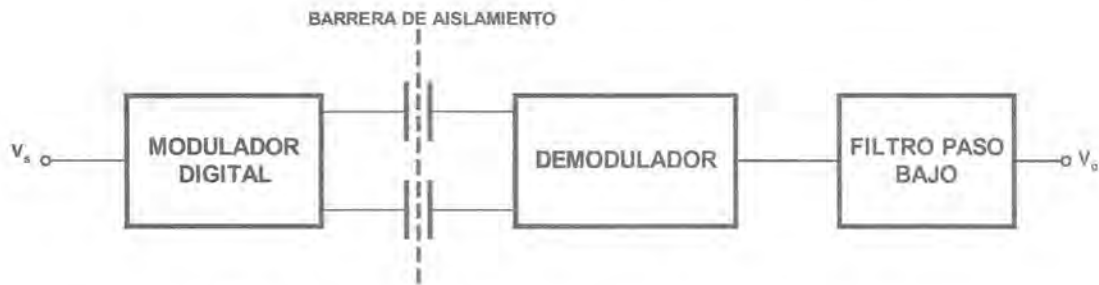 BARRERA DE AISLAMIENTO
Vs
MODULADOR
DIGITAL
DEMODULADOR
FILTRO PASO
BAJO
Vo